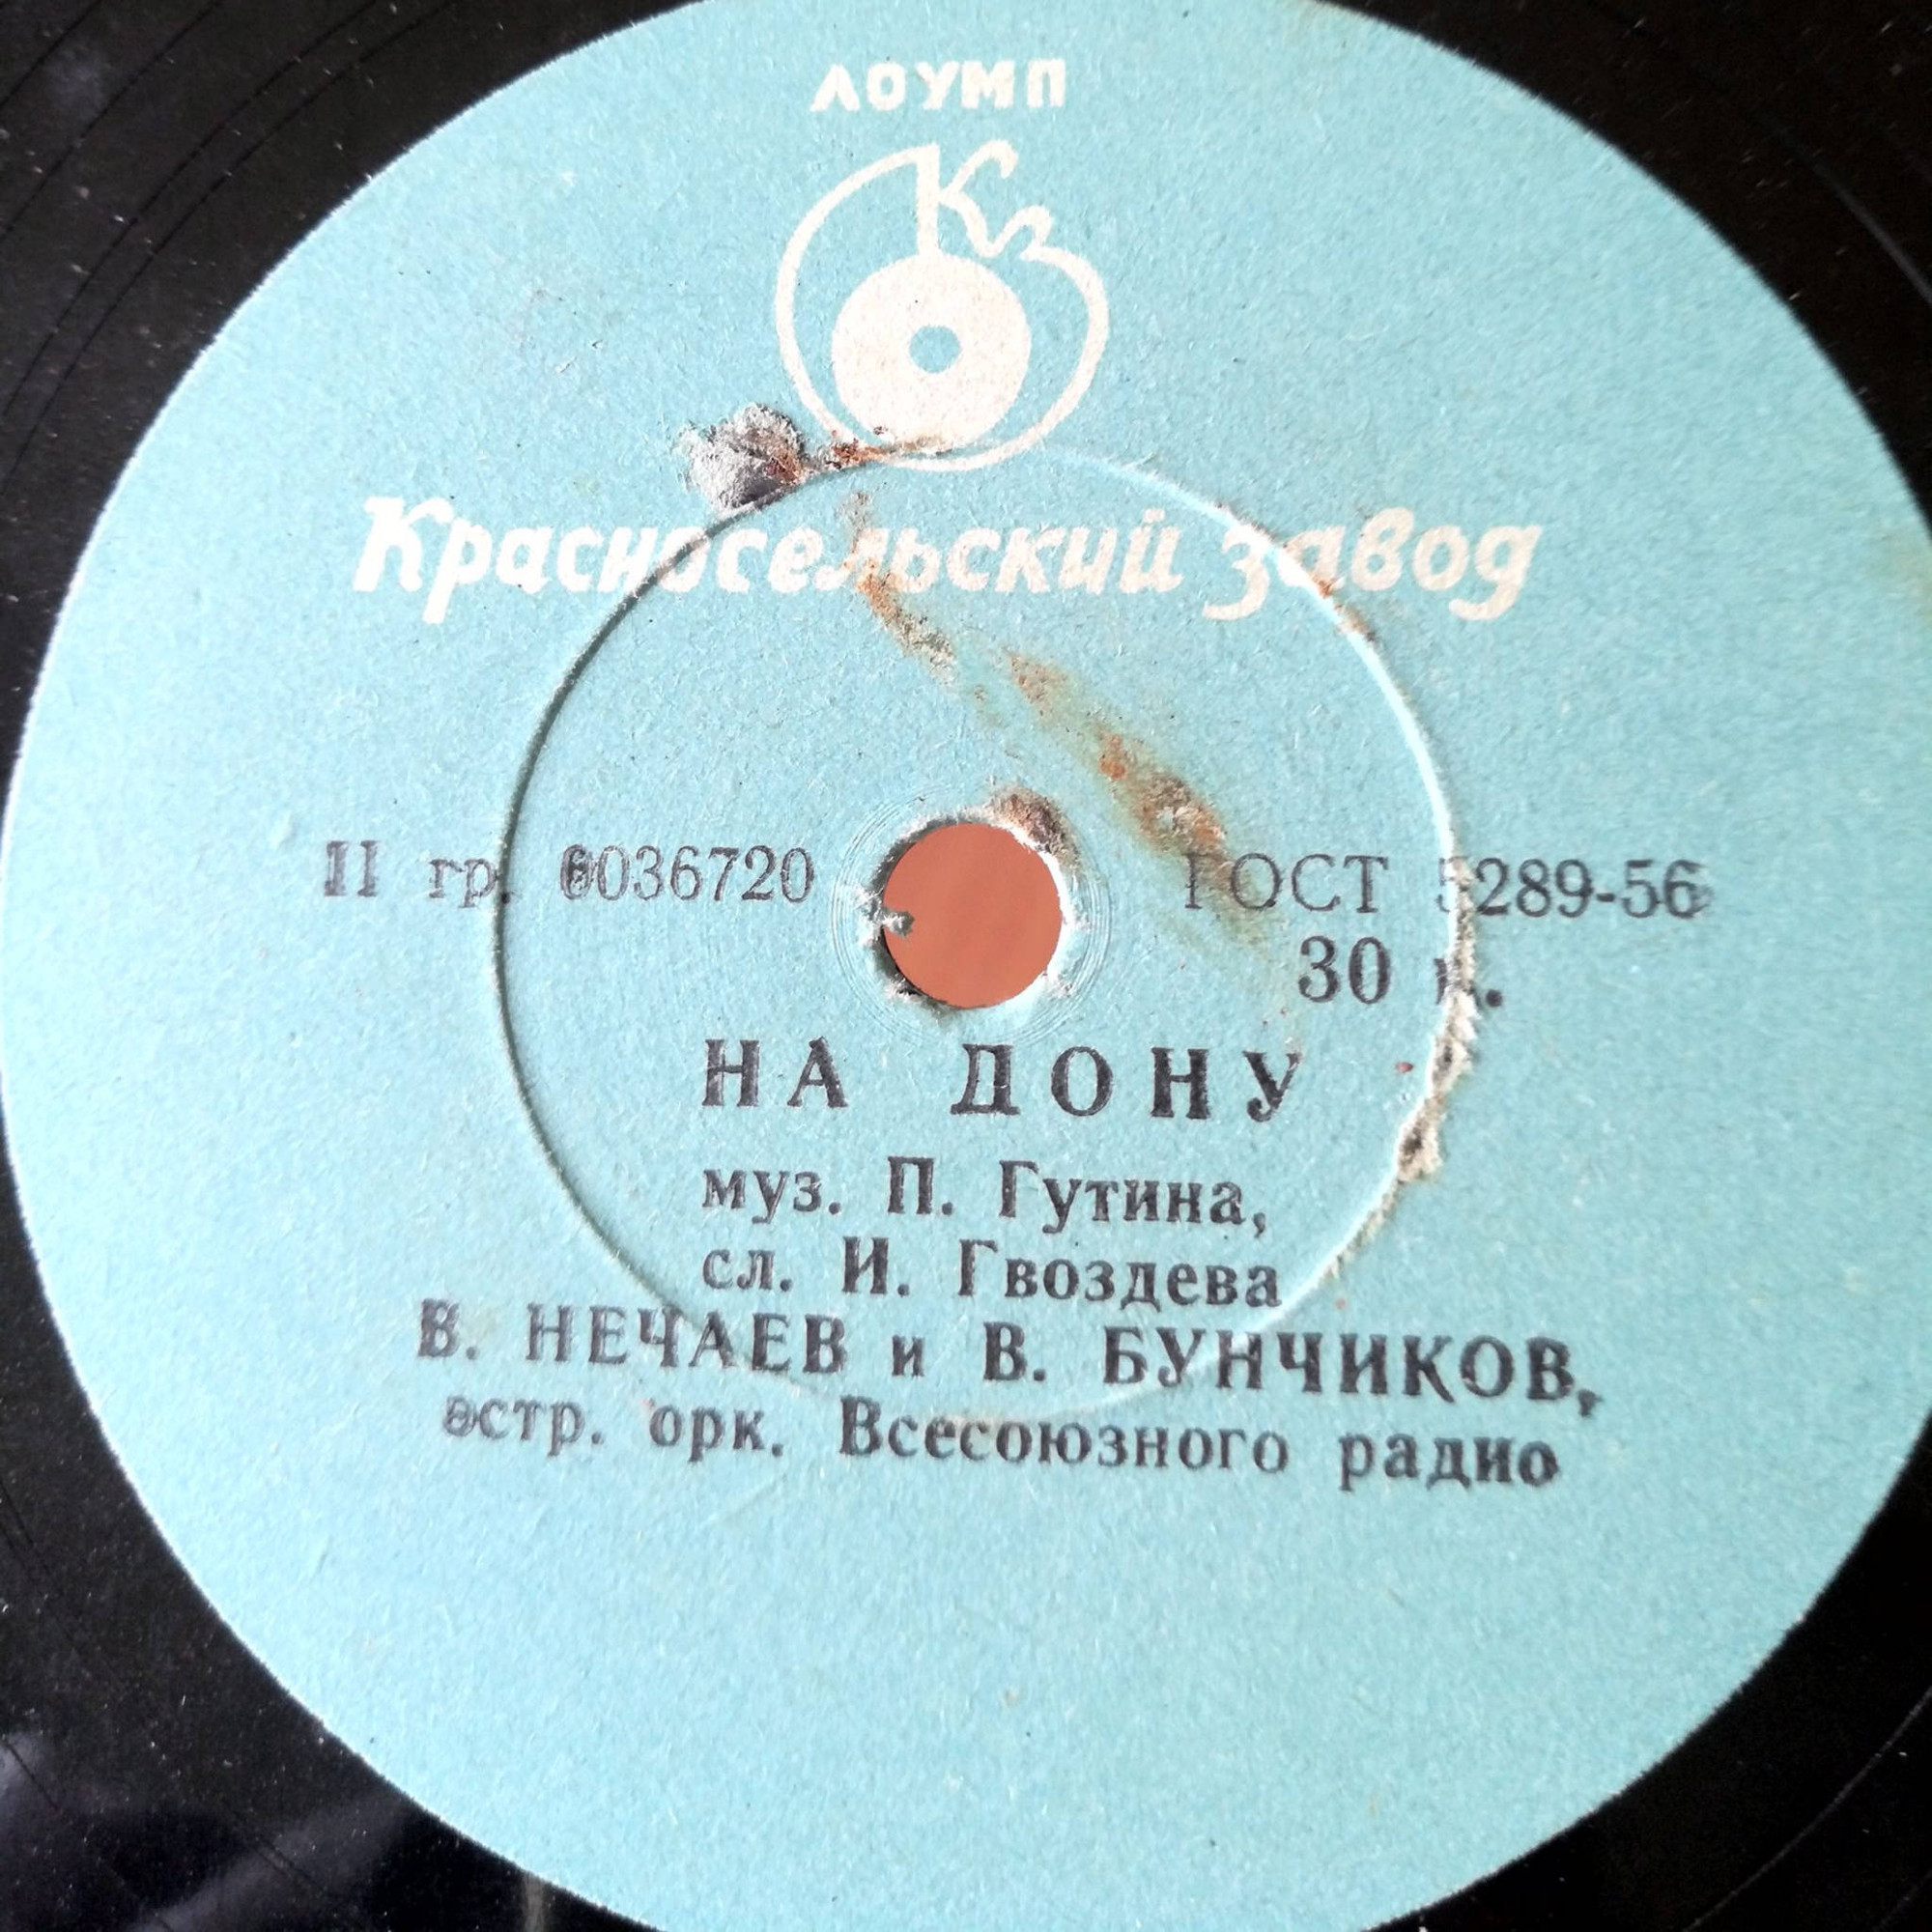 ЛОУМП
Кз
Красносельский завод
II гр. 0036720 ГОСТ 5289-56
30 к.
НА ДОНУ
муз. П. Гутина,
сл. И. Гвоздева
В. НЕЧАЕВ и В. БУНЧИКОВ,
эстр. орк. Всесоюзного радио